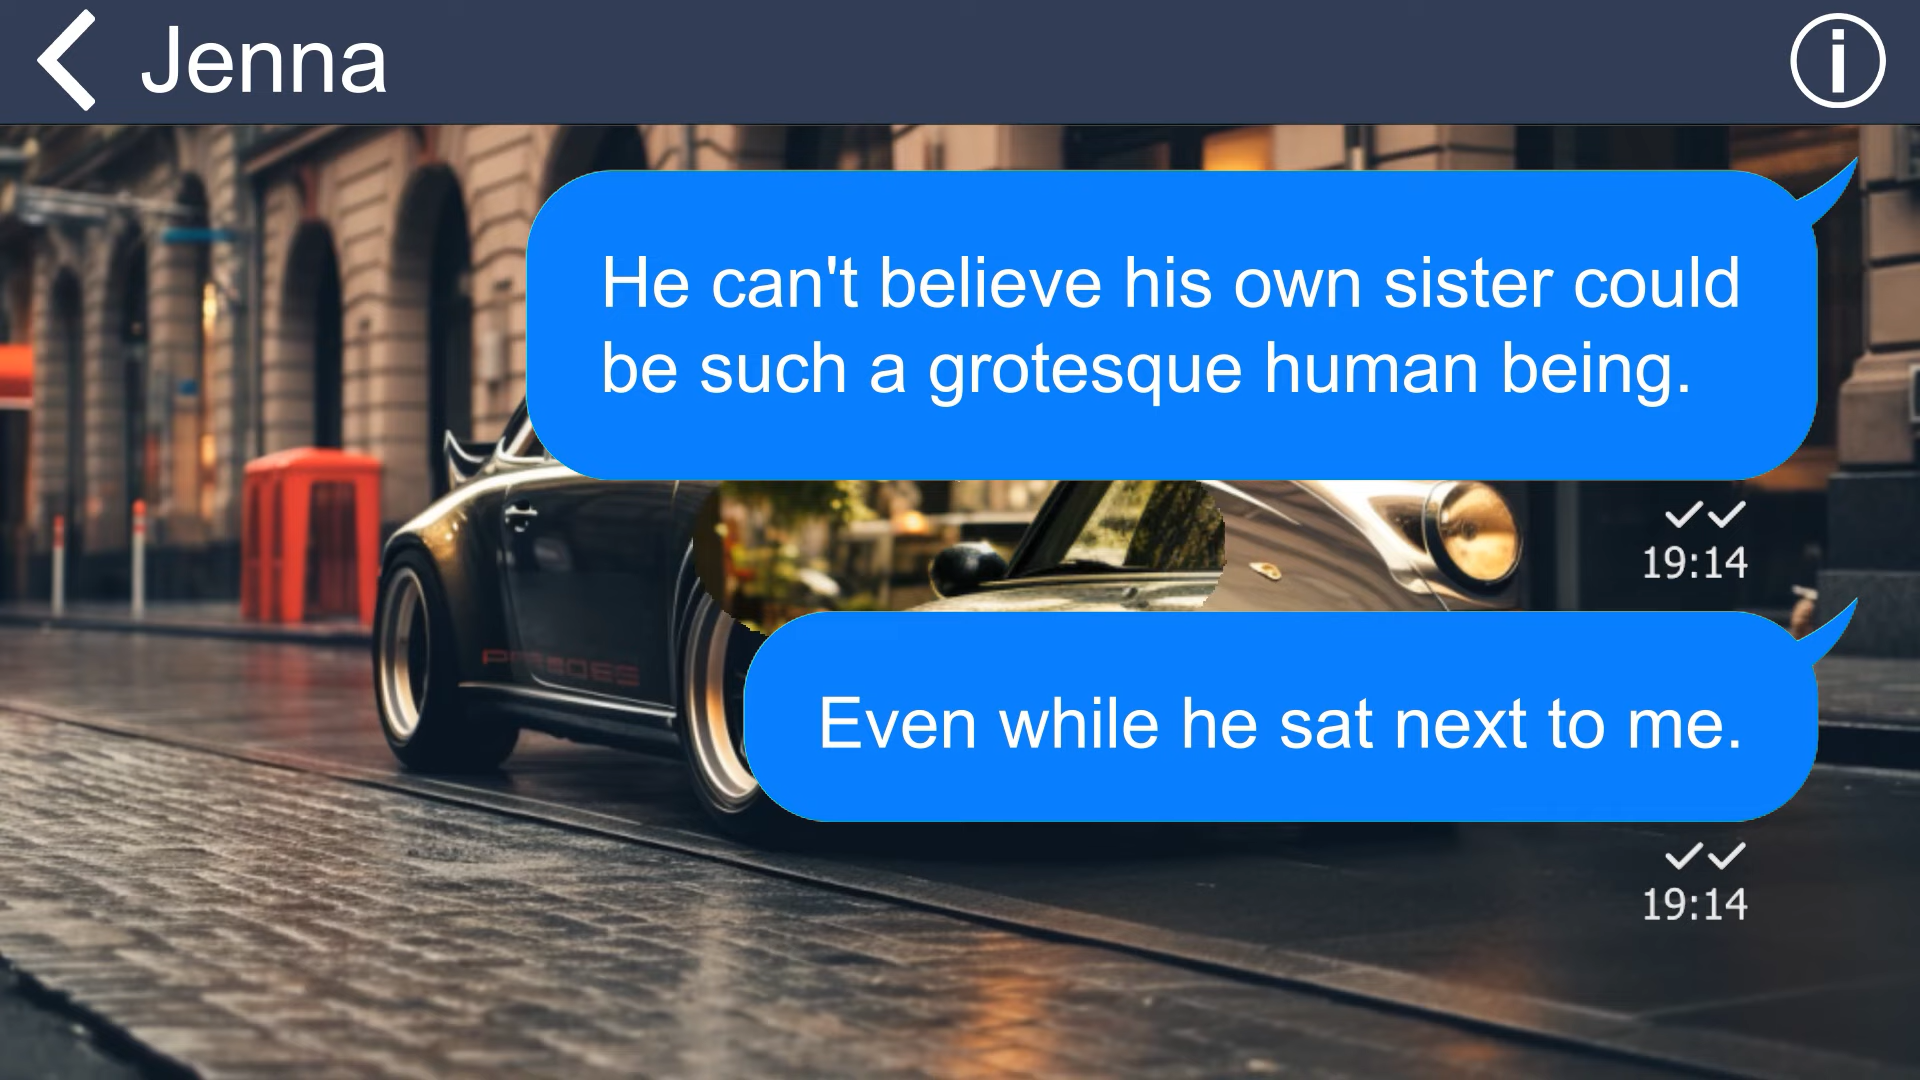 Jenna
He can't believe his own sister could
be such a grotesque human being.
19:14
Even while he sat next to me.
19:14